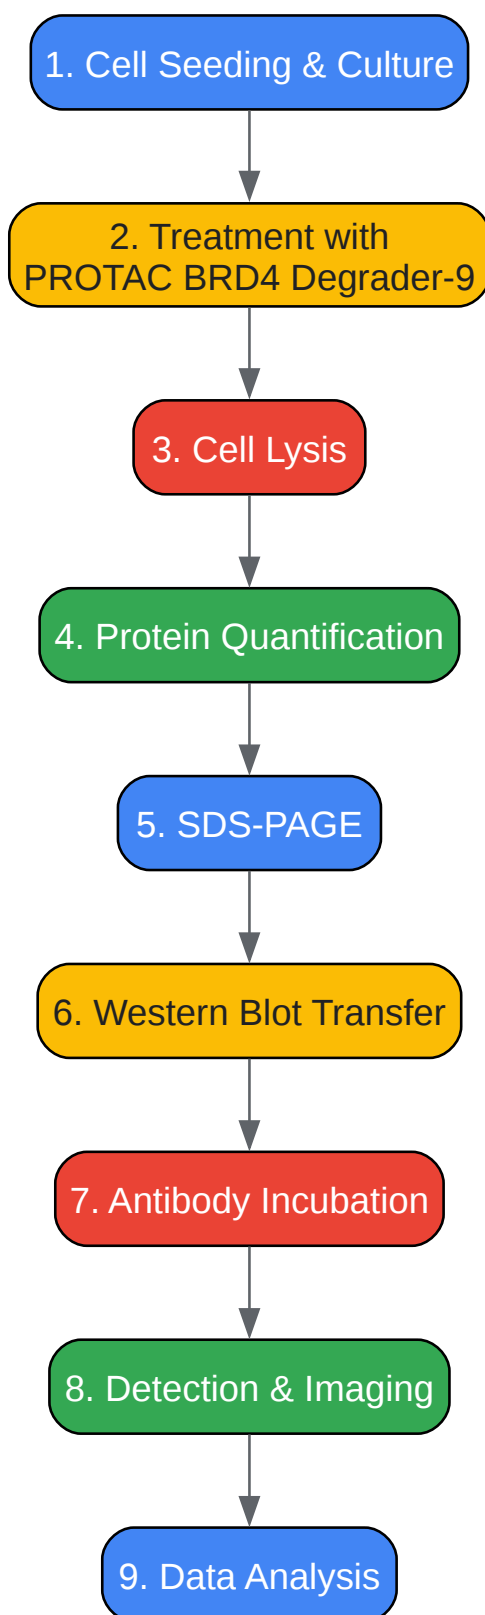 1. Cell Seeding & Culture
2. Treatment with
PROTAC BRD4 Degrader-9
3. Cell Lysis
4. Protein Quantification
5. SDS-PAGE
6. Western Blot Transfer
7. Antibody Incubation
8. Detection & Imaging
9. Data Analysis